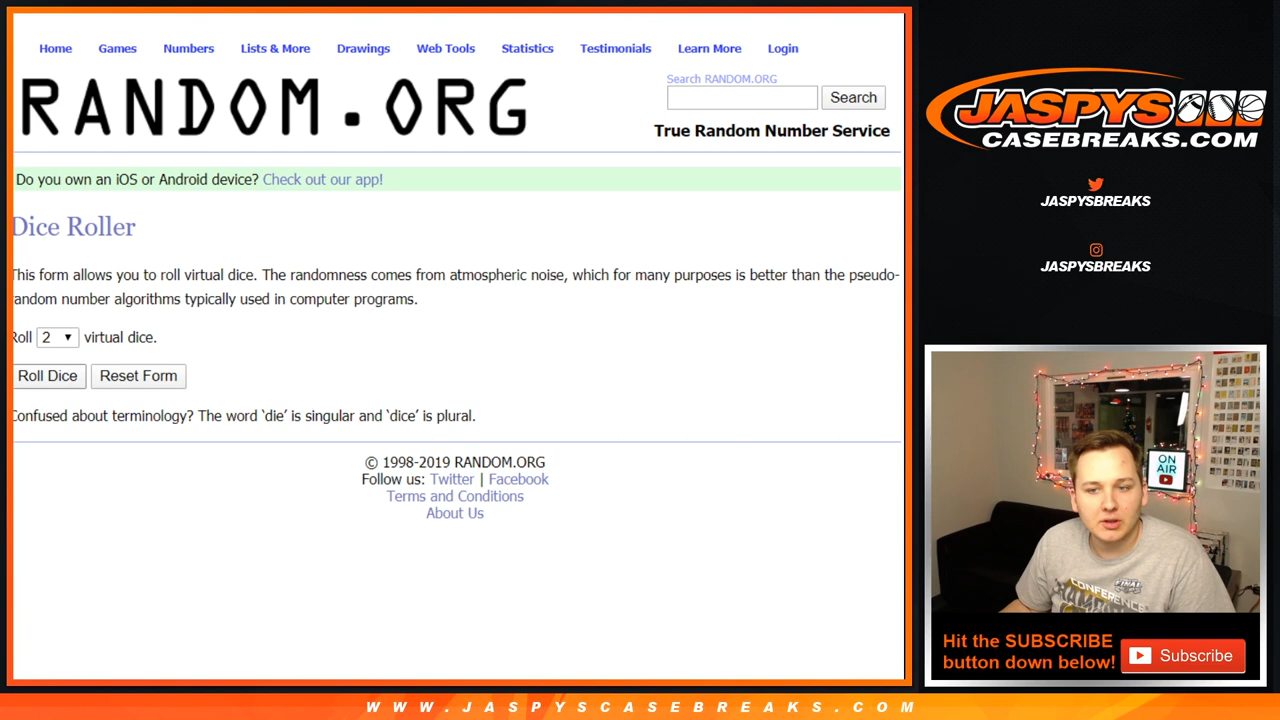 Home Games Numbers Lists & More Drawings Web Tools Statistics Testimonials Learn More Login
RANDOM.ORG
Search RANDOM.ORG
Search
True Random Number Service
Do you own an iOS or Android device? Check out our app!
Dice Roller
This form allows you to roll virtual dice. The randomness comes from atmospheric noise, which for many purposes is better than the pseudo-
random number algorithms typically used in computer programs.
Roll 2 virtual dice.
Roll Dice Reset Form
Confused about terminology? The word ‘die’ is singular and ‘dice’ is plural.
© 1998-2019 RANDOM.ORG
Follow us: Twitter | Facebook
Terms and Conditions
About Us
JASPYS
CASEBREAKS.COM
JASPYSBREAKS
JASPYSBREAKS
ON
AIR
CONFERENCE
FINAL
Hit the SUBSCRIBE
button down below!
Subscribe
WWW.JASPYSCASEBREAKS.COM